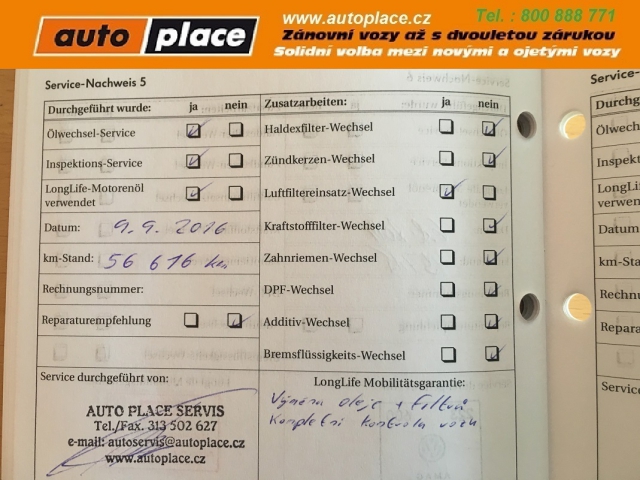 auto place
www.autoplace.cz
Tel. : 800 888 771
Zánovní vozy až s dvouletou zárukou
Solidní volba mezi novými a ojetými vozy
Service-Nachweis 5
Durchgeführt wurde: ja nein
Ölwechsel-Service
Inspektions-Service
LongLife-Motorenöl
verwendet
Datum: 9. 9. 2016
km-Stand: 56 616 km
Rechnungsnummer:
Reparaturempfehlung
Zusatzarbeiten: ja nein
Haldexfilter-Wechsel
Zündkerzen-Wechsel
Luftfiltereinsatz-Wechsel
Kraftstofffilter-Wechsel
Zahnriemen-Wechsel
DPF-Wechsel
Additiv-Wechsel
Bremsflüssigkeits-Wechsel
Service durchgeführt von:
AUTO PLACE SERVIS
Tel./Fax. 313 502 627
e-mail: autoservis@autoplace.cz
www.autoplace.cz
LongLife Mobilitätsgarantie:
Výměna oleje + filtrů
Kompletní kontrola vozu
Service-
Durchg
Ölwech
Inspekt
LongLi
verwen
Datum
km-Sta
Rechnu
Repara
Service